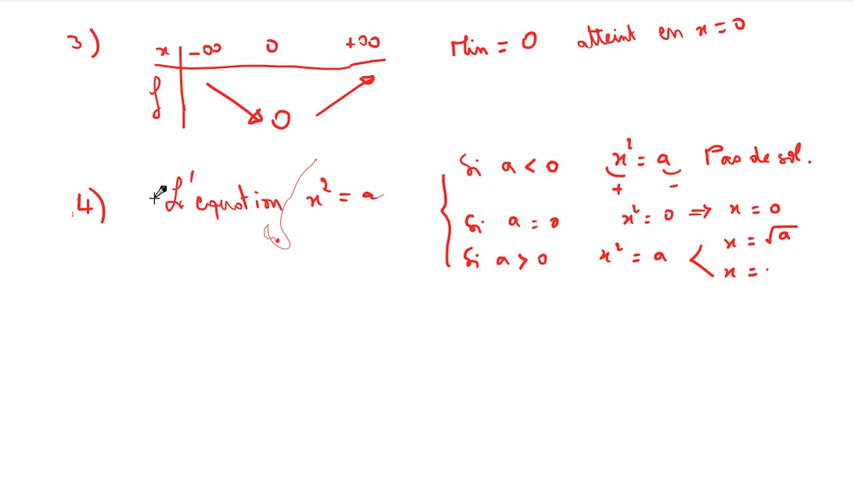 3)
x -∞ 0 +∞
f 0
Min = 0 atteint en x = 0
4) L'equation x² = a
Si a < 0 x² = a Pas de sol.
+ -
Si a = 0 x² = 0 ⇒ x = 0
Si a > 0 x² = a
x = √a
x = .